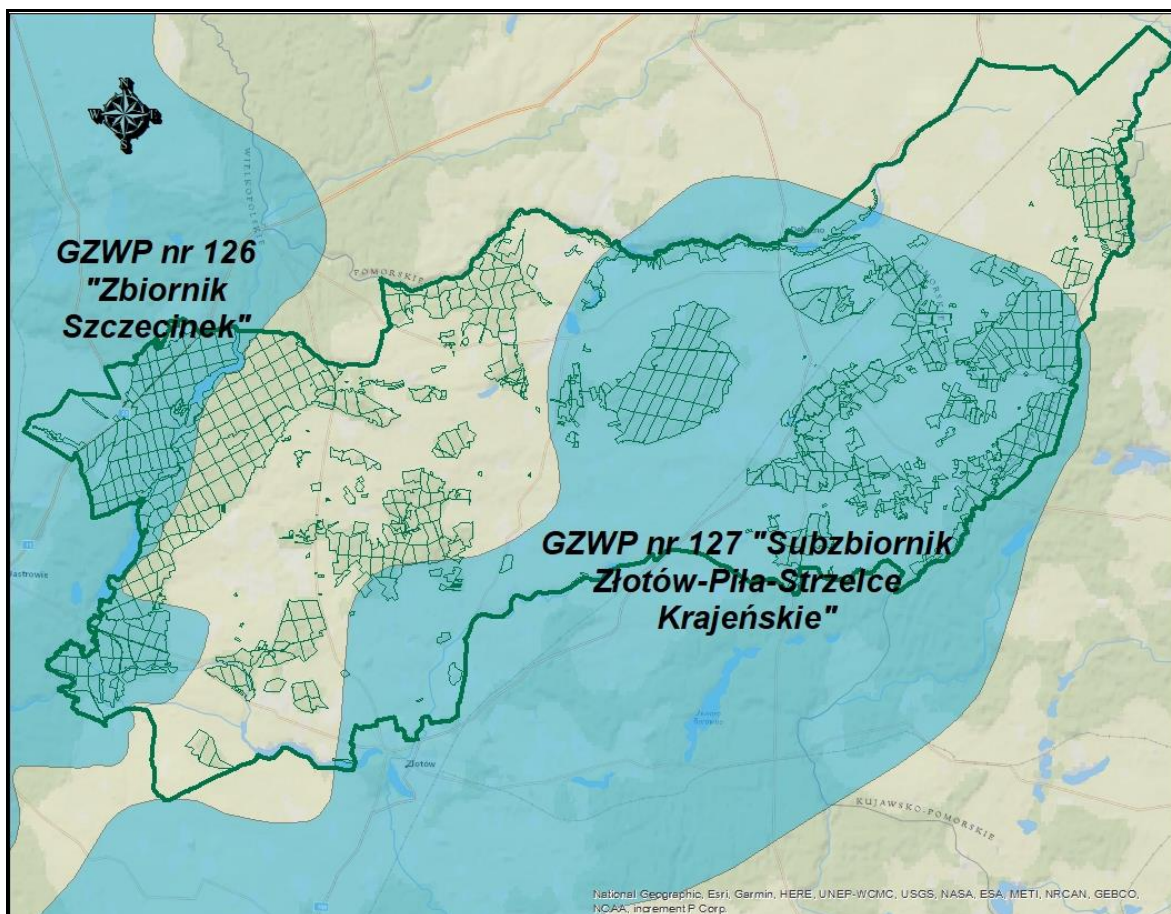 GZWP nr 126
"Zbiornik
Szczecinek"
WIELKOPOLSKIE
POMORSKIE
GZWP nr 127 "Subzbiornik
Złotów-Piła-Strzelce
Krajeńskie"
Złotów
KUJAWSKO-POMORSKIE
National Geographic, Esri, Garmin, HERE, UNEP-WCMC, USGS, NASA, ESA, METI, NRCAN, GEBCO,
NOAA, increment P Corp.